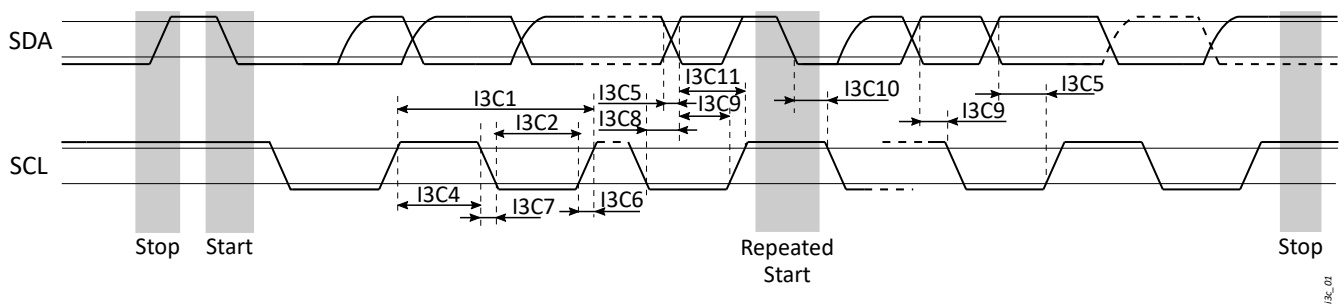 SDA
I3C11
I3C5
I3C10
I3C5
I3C1
I3C9
I3C2
I3C8
I3C9
SCL
I3C4
I3C7
I3C6
Stop
Start
Repeated
Start
Stop
I3c_01